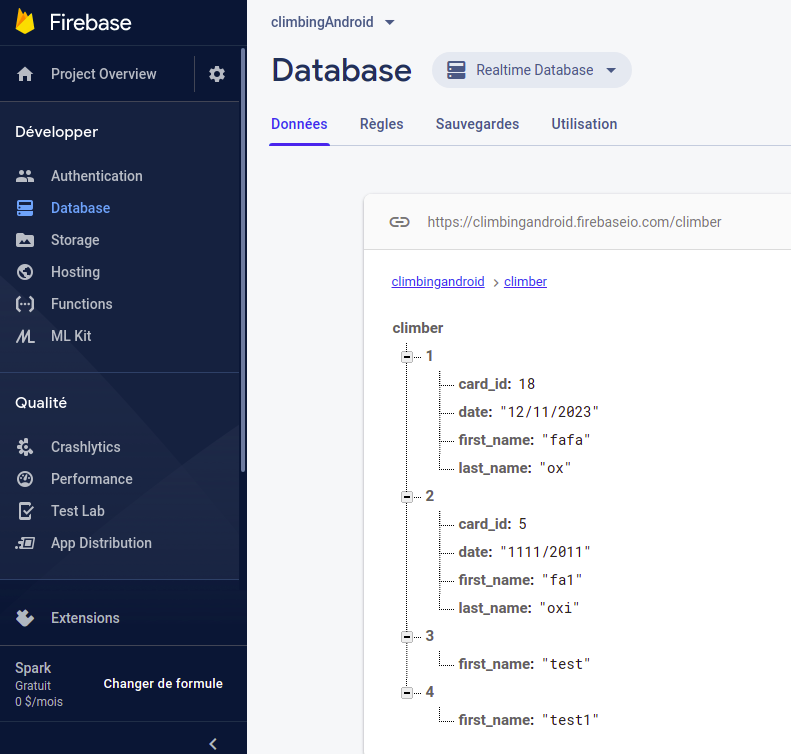 Firebase
Project Overview
Développer
Authentication
Database
Storage
Hosting
Functions
ML Kit
Qualité
Crashlytics
Performance
Test Lab
App Distribution
Extensions
Spark
Gratuit
0 $/mois
Changer de formule
climbingAndroid
Database
Realtime Database
Données Règles Sauvegardes Utilisation
https://climbingandroid.firebaseio.com/climber
climbingandroid > climber
climber
1
card_id: 18
date: "12/11/2023"
first_name: "fafa"
last_name: "ox"
2
card_id: 5
date: "1111/2011"
first_name: "fa1"
last_name: "oxi"
3
first_name: "test"
4
first_name: "test1"